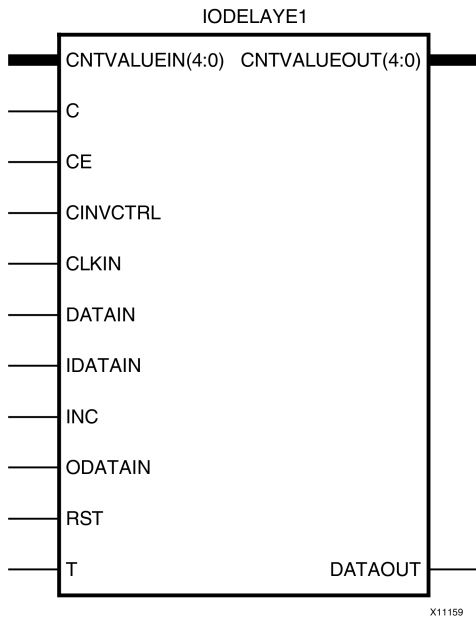 IODELAYE1
CNTVALUEIN(4:0) CNTVALUEOUT(4:0)
C
CE
CINVCTRL
CLKIN
DATAIN
IDATAIN
INC
ODATAIN
RST
T DATAOUT
X11159